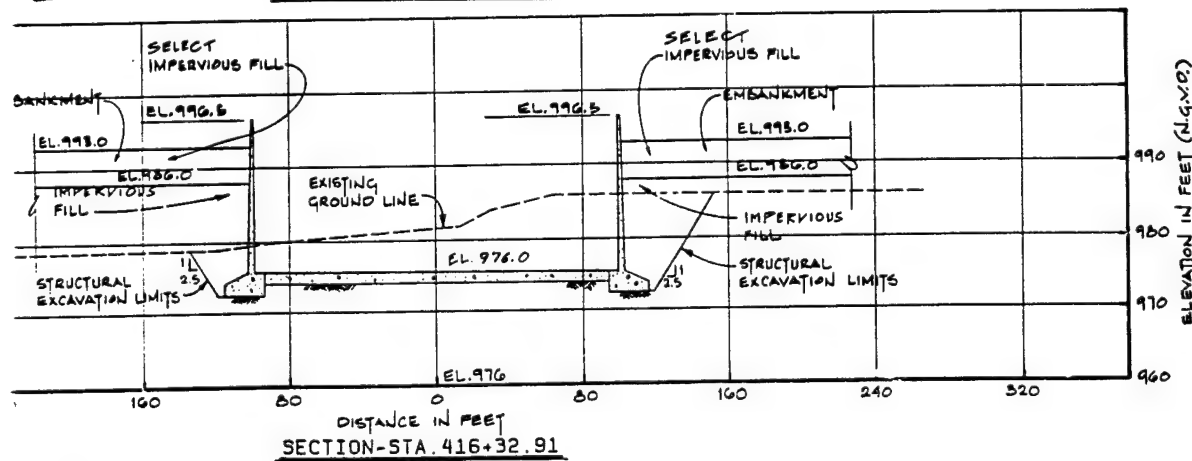 SELECT
IMPERVIOUS FILL
SELECT
IMPERVIOUS FILL
BANKMENT
EL.996.5
EL.996.5
EMBANKMENT
EL.993.0
EL.993.0
EL.986.0
EL.986.0
990
IMPERVIOUS
FILL
EXISTING
GROUND LINE
IMPERVIOUS
FILL
980
EL. 976.0
1
2.5
STRUCTURAL
EXCAVATION LIMITS
1
2.5
STRUCTURAL
EXCAVATION LIMITS
970
ELEVATION IN FEET (N.G.V.D.)
EL.976
960
160
80
0
80
160
240
320
DISTANCE IN FEET
SECTION-STA.416+32.91